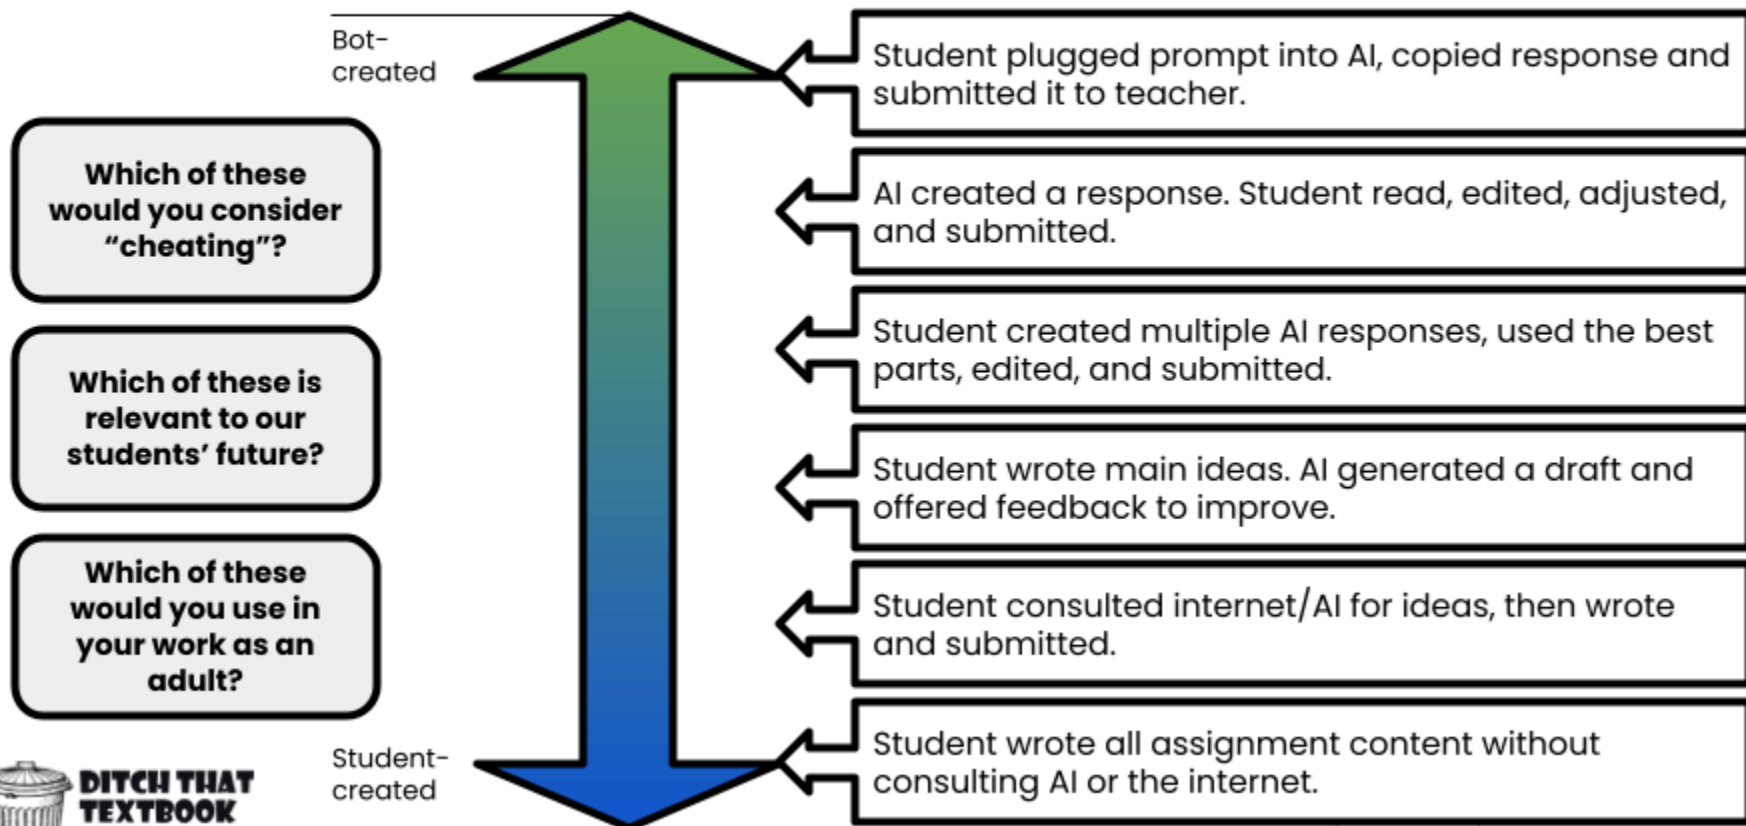 Bot-
created
Student plugged prompt into AI, copied response and
submitted it to teacher.
Which of these
would you consider
“cheating”?
AI created a response. Student read, edited, adjusted,
and submitted.
Student created multiple AI responses, used the best
parts, edited, and submitted.
Which of these is
relevant to our
students’ future?
Student wrote main ideas. AI generated a draft and
offered feedback to improve.
Which of these
would you use in
your work as an
adult?
Student consulted internet/AI for ideas, then wrote
and submitted.
Student-
created
Student wrote all assignment content without
consulting AI or the internet.
DITCH THAT
TEXTBOOK